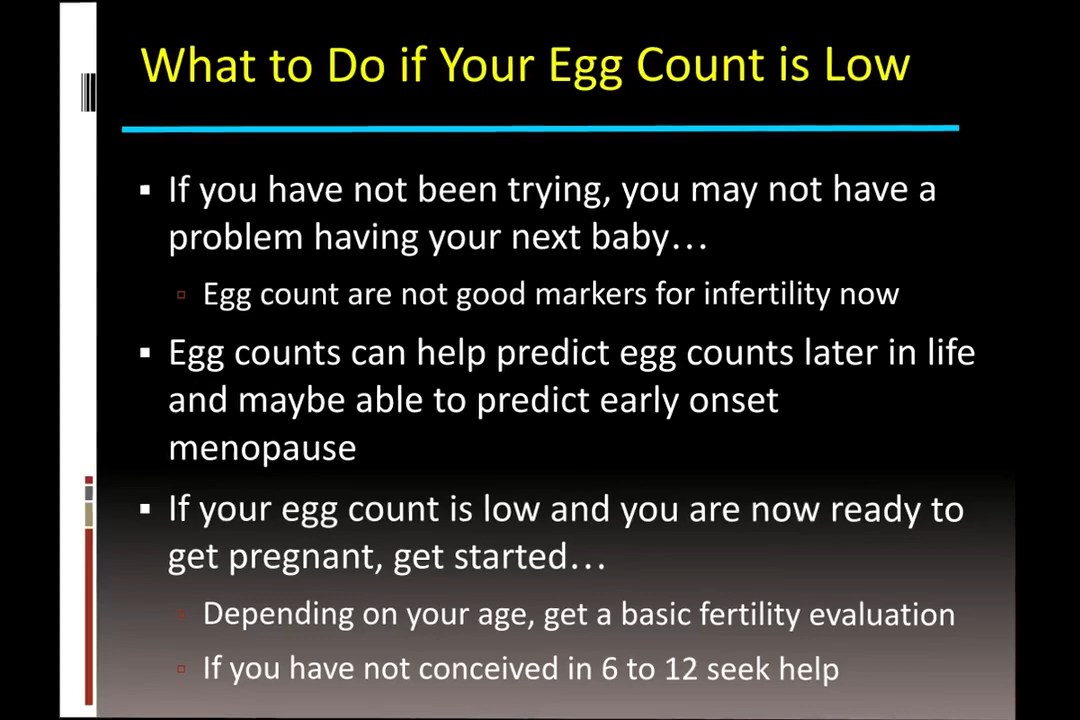 What to Do if Your Egg Count is Low
▪ If you have not been trying, you may not have a
problem having your next baby…
▫ Egg count are not good markers for infertility now
▪ Egg counts can help predict egg counts later in life
and maybe able to predict early onset
menopause
▪ If your egg count is low and you are now ready to
get pregnant, get started…
▫ Depending on your age, get a basic fertility evaluation
▫ If you have not conceived in 6 to 12 seek help